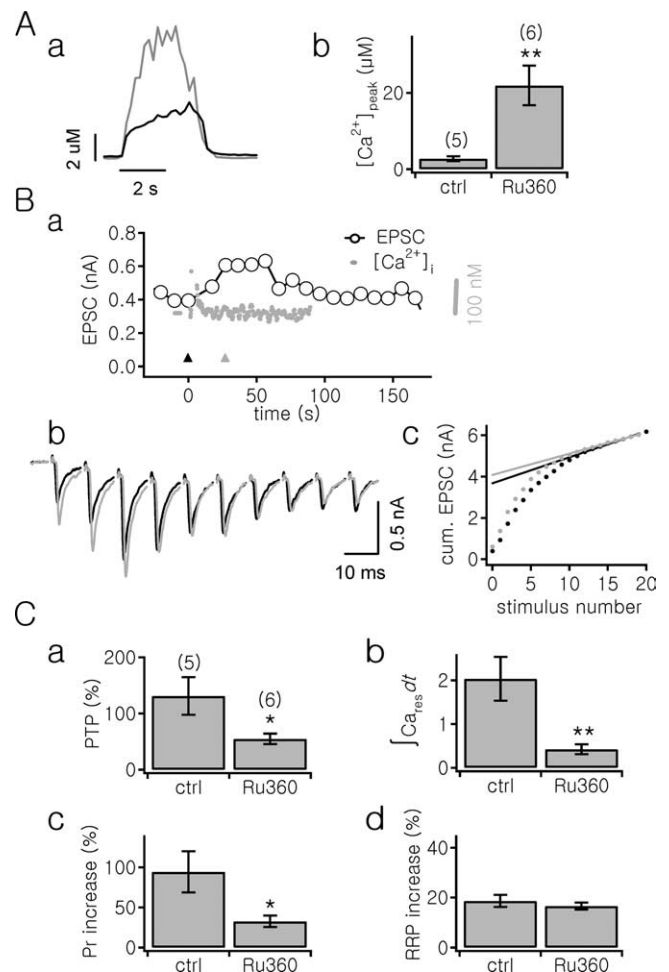 A
a
2 uM
2 s
b
[Ca²⁺]peak (µM)
20
0
(5)
(6)
**
ctrl
Ru360
B
a
EPSC (nA)
0.8
0.6
0.4
0.2
0.0
EPSC
[Ca²⁺]i
100 nM
0
50
100
150
time (s)
b
0.5 nA
10 ms
c
cum. EPSC (nA)
6
4
2
0
0
5
10
15
20
stimulus number
C
a
PTP (%)
200
100
0
(5)
(6)
*
ctrl
Ru360
b
∫ Cares dt
2
1
0
**
ctrl
Ru360
c
Pr increase (%)
100
50
0
*
ctrl
Ru360
d
RRP increase (%)
40
20
0
ctrl
Ru360